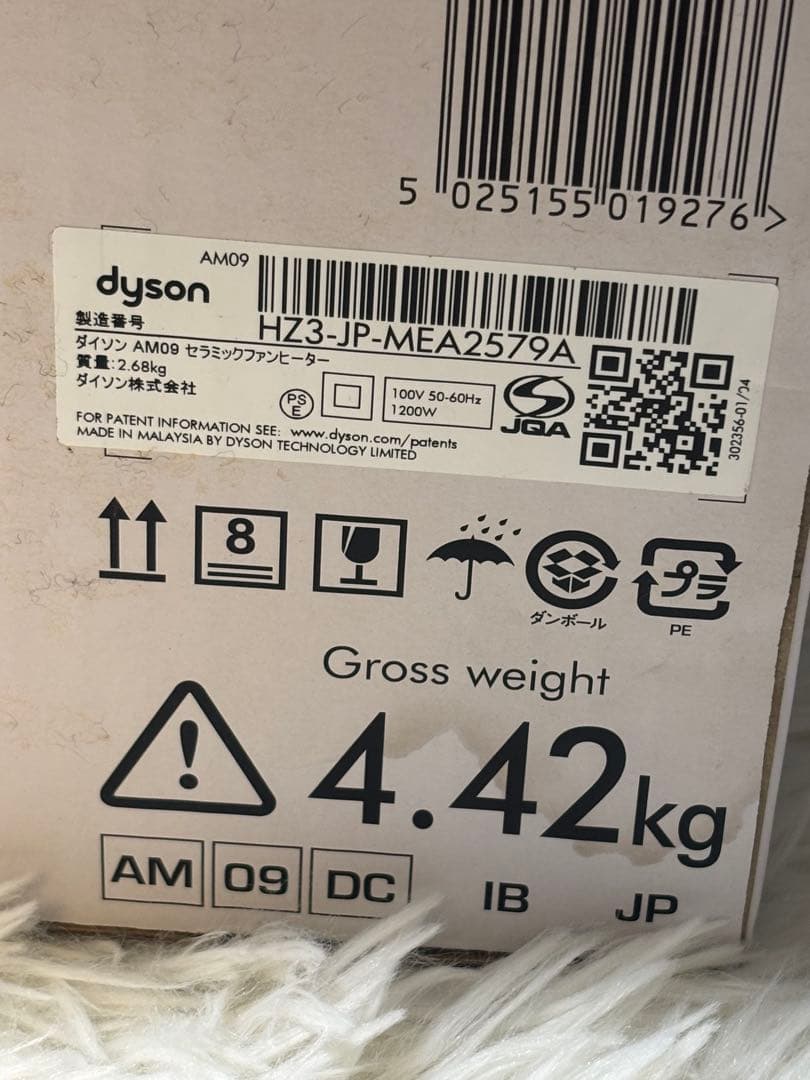 5 025155 019276 >
AM09
dyson
製造番号
HZ3-JP-MEA2579A
ダイソン AM09 セラミックファンヒーター
質量:2.68kg
ダイソン株式会社
PS
E
100V 50-60Hz
1200W
JQA
FOR PATENT INFORMATION SEE: www.dyson.com/patents
MADE IN MALAYSIA BY DYSON TECHNOLOGY LIMITED
302356-01/04
8
ダンボール
プラ
PE
Gross weight
4.42kg
AM 09 DC IB JP